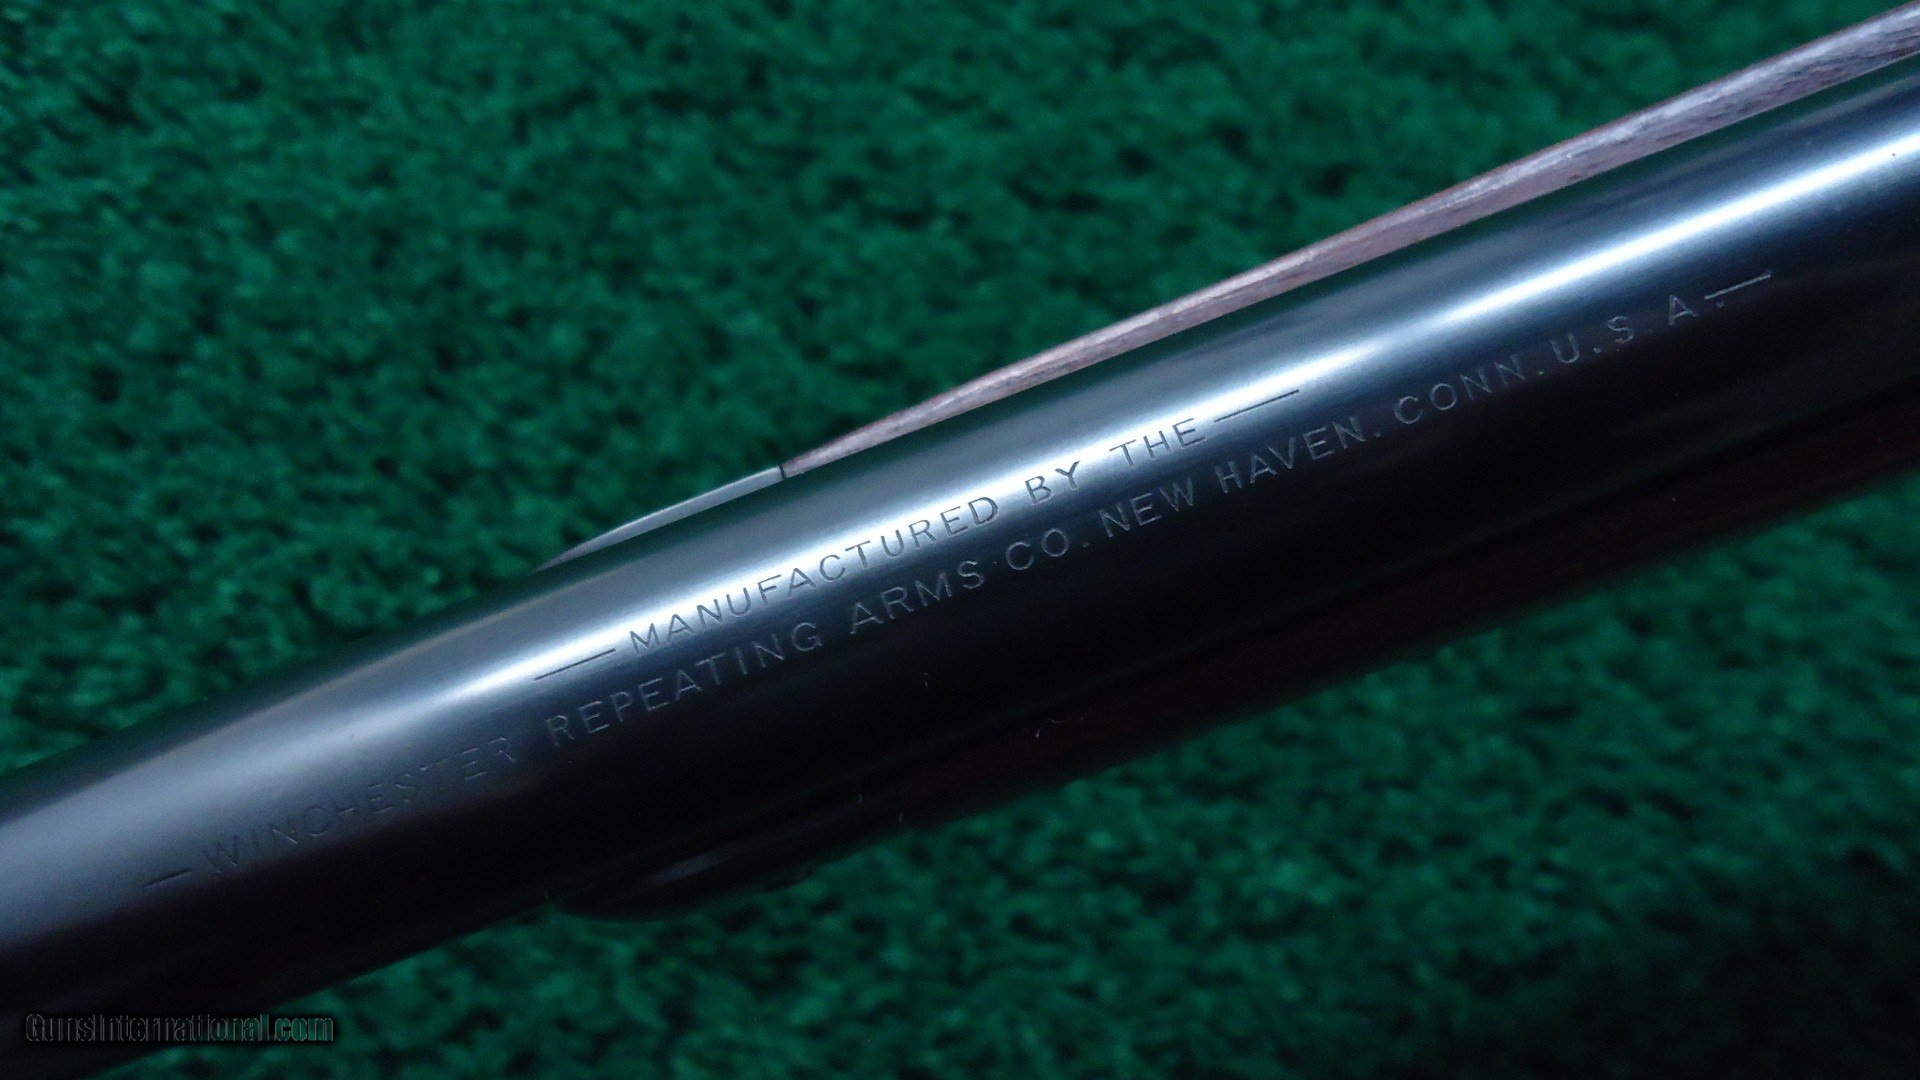 —MANUFACTURED BY THE—
—WINCHESTER REPEATING ARMS CO. NEW HAVEN. CONN. U. S. A.—
GunsInternational.com